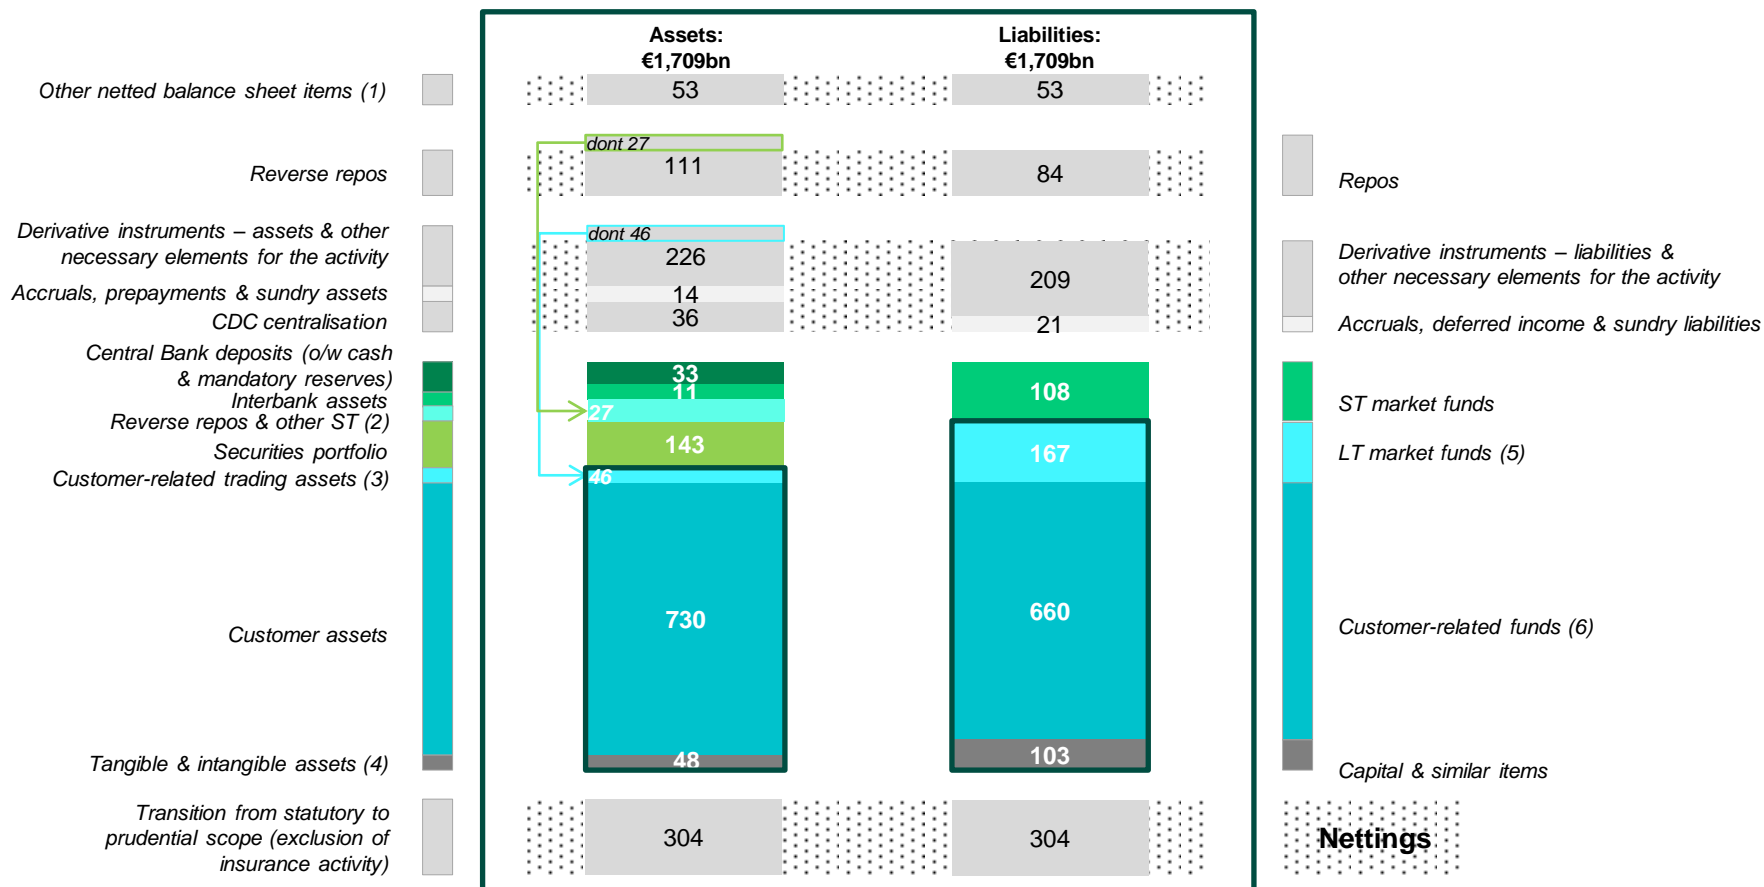 Assets:
€1,709bn
Liabilities:
€1,709bn
Other netted balance sheet items (1)
53
53
dont 27
Reverse repos
111
84
Repos
Derivative instruments – assets & other
necessary elements for the activity
dont 46
226
209
Derivative instruments – liabilities &
other necessary elements for the activity
Accruals, prepayments & sundry assets
14
CDC centralisation
36
21
Accruals, deferred income & sundry liabilities
Central Bank deposits (o/w cash
& mandatory reserves)
33
Interbank assets
11
108
ST market funds
Reverse repos & other ST (2)
27
Securities portfolio
143
167
LT market funds (5)
Customer-related trading assets (3)
46
Customer assets
730
660
Customer-related funds (6)
Tangible & intangible assets (4)
48
103
Capital & similar items
Transition from statutory to
prudential scope (exclusion of
insurance activity)
304
304
Nettings